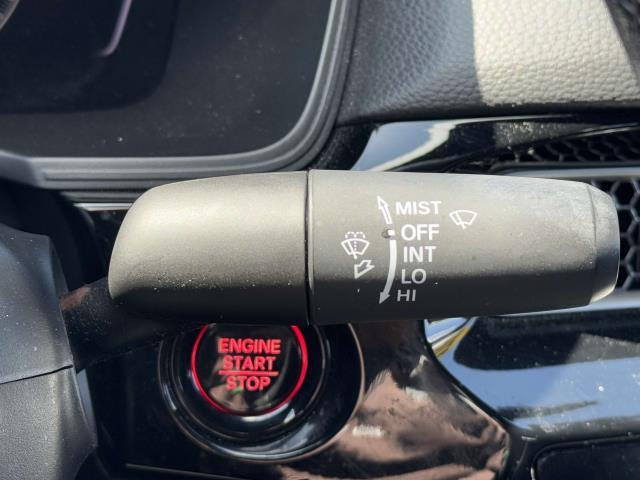 MIST
OFF
INT
LO
HI
ENGINE
START
STOP